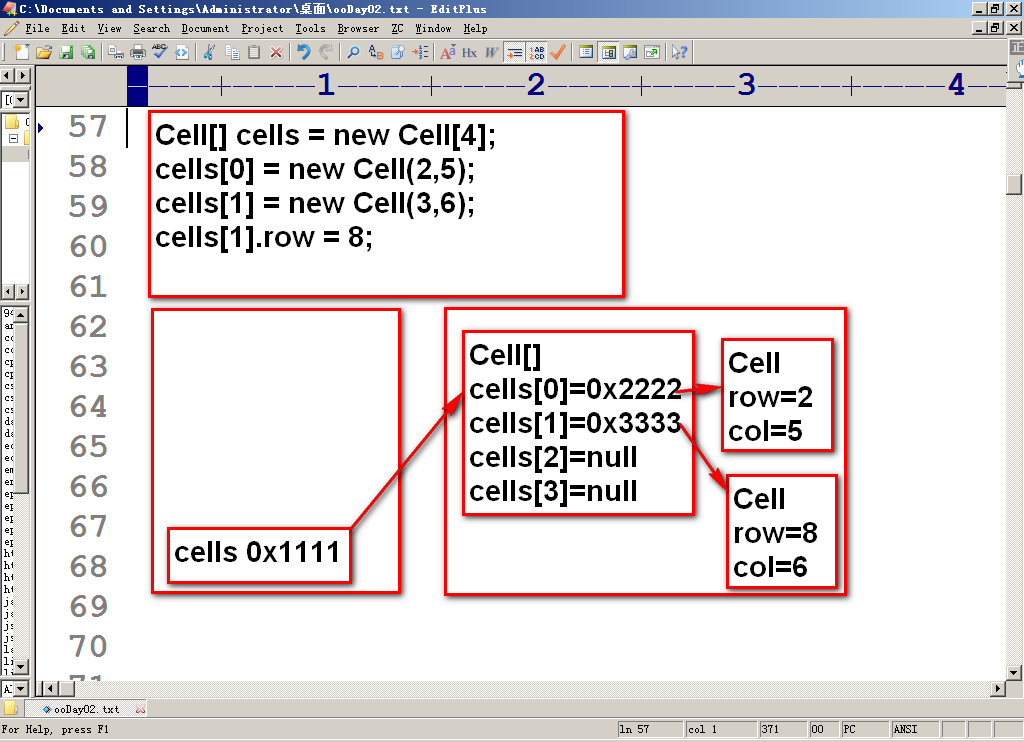 C:\Documents and Settings\Administrator\桌面\ooDay02.txt - EditPlus
File Edit View Search Document Project Tools Browser ZC Window Help
1 2 3 4
57
58
59
60
61
62
63
64
65
66
67
68
69
70
71
Cell[] cells = new Cell[4];
cells[0] = new Cell(2,5);
cells[1] = new Cell(3,6);
cells[1].row = 8;
cells 0x1111
Cell[]
cells[0]=0x2222
cells[1]=0x3333
cells[2]=null
cells[3]=null
Cell
row=2
col=5
Cell
row=8
col=6
ooDay02.txt
For Help, press F1
ln 57
col 1
371
00
PC
ANSI